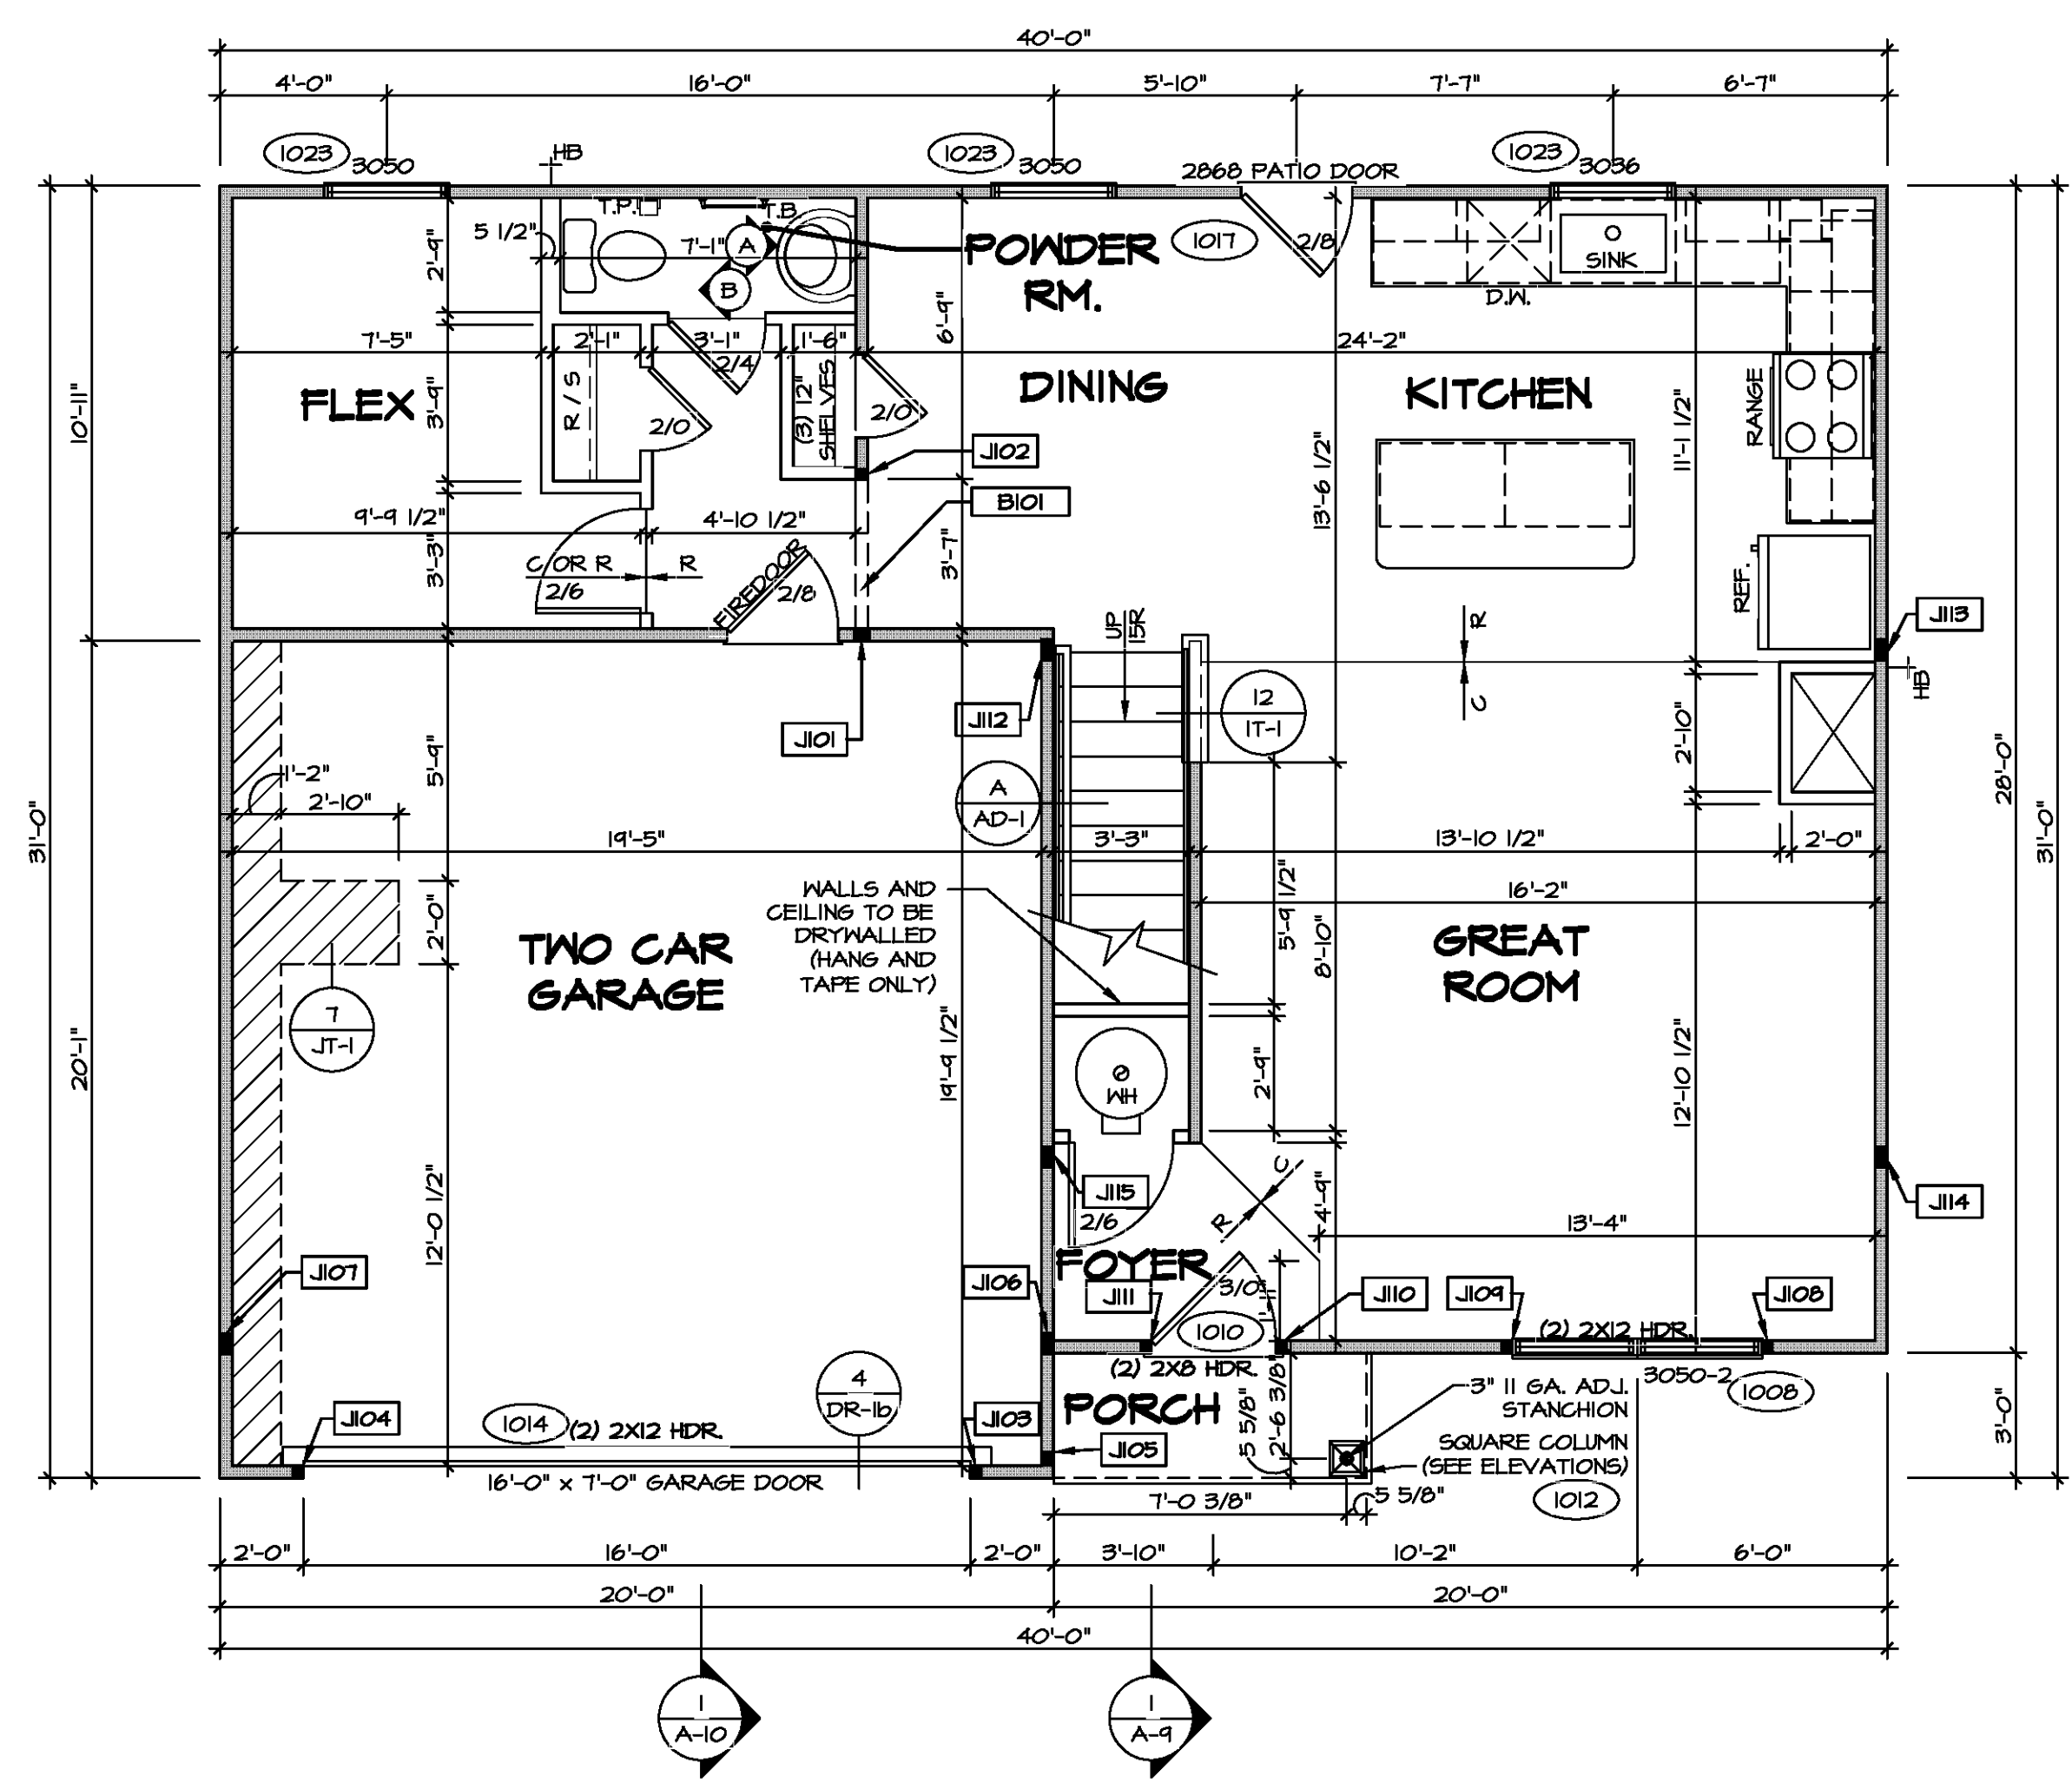 40'-0"
4'-0" 16'-0" 5'-10" 7'-7" 6'-7"
1023 3050 HB 1023 3050 2868 PATIO DOOR 1023 3036
T.P. T.B.
5 1/2" 7'-1" A POWDER 1017 2/8 SINK
2'-9" B RM. D.W.
6'-9"
7'-5" 2'-1" 3'-1" 1'-6" 24'-2"
2/4
FLEX R / S (3) 12" SHELVES DINING KITCHEN RANGE
10'-11" 3'-9" 2/0 2/0 11'-1 1/2"
J102
13'-6 1/2"
B101
9'-9 1/2" 4'-10 1/2"
3'-3" 3'-7"
C OR R R FIREDOOR
2/6 2/8 REF.
UP 15R R J113
HB
J101 J112 12 C
1T-1
5'-9" 2'-10" 28'-0"
1'-2"
2'-10" A
AD-1
31'-0" 19'-5" 3'-3" 13'-10 1/2" 2'-0" 31'-0"
WALLS AND 16'-2"
CEILING TO BE
DRYWALLED
(HANG AND
TAPE ONLY)
2'-0" 5'-9 1/2" 8'-10"
TWO CAR GREAT
GARAGE ROOM
7
JT-1
20'-1" 19'-9 1/2" WH 2'-9" 12'-10 1/2"
12'-0 1/2" J115 C J114
2/6 R 4'-9" 13'-4"
FOYER
J107 J106 J111 3/0 J110 J109 J108
1010 (2) 2X12 HDR.
4 (2) 2X8 HDR. 3050-2 1008
DR-1b
J104 1014 (2) 2X12 HDR. J103 PORCH 5 5/8" 2'-6 3/8" 3" 11 GA. ADJ.
STANCHION
J105 SQUARE COLUMN 3'-0"
(SEE ELEVATIONS)
16'-0" x 7'-0" GARAGE DOOR
7'-0 3/8" 5 5/8" 1012
2'-0" 16'-0" 2'-0" 3'-10" 10'-2" 6'-0"
20'-0" 20'-0"
40'-0"
1 1
A-10 A-9